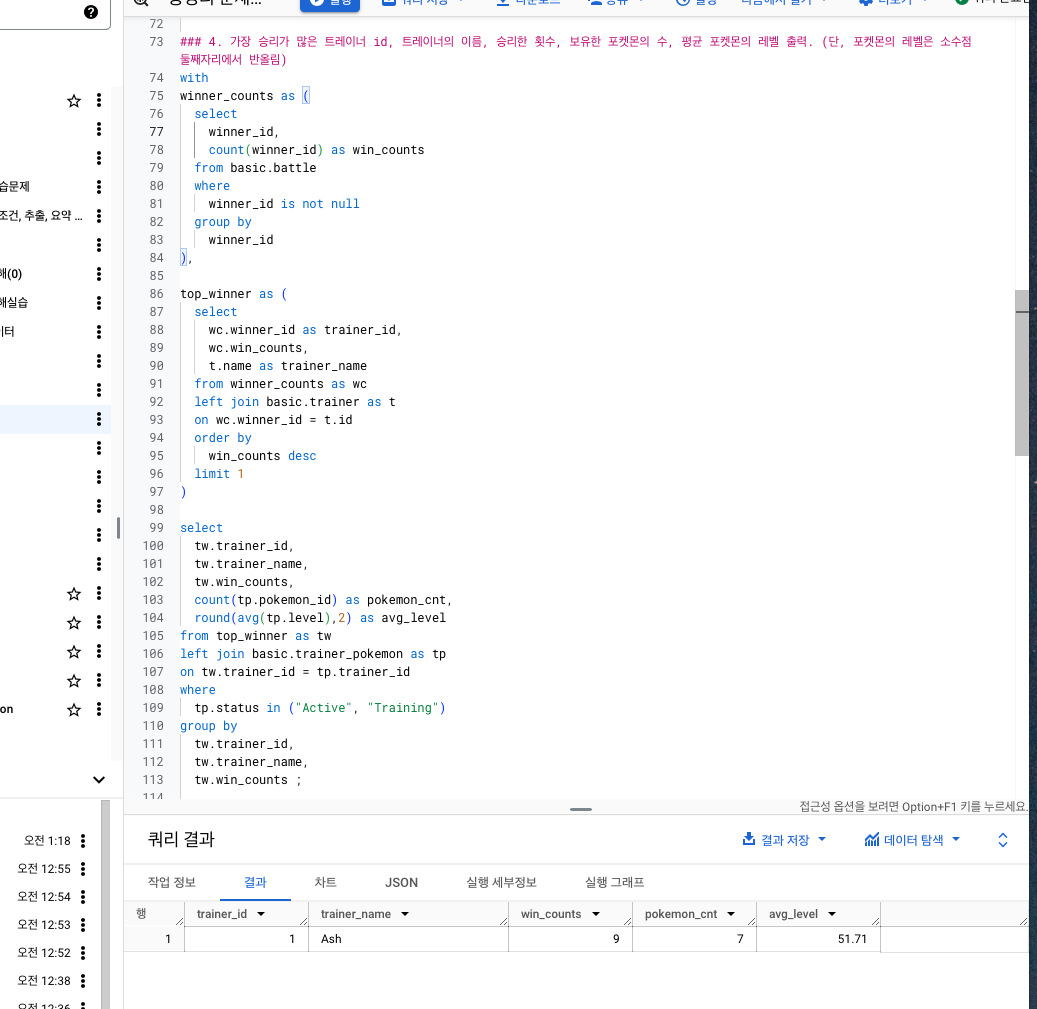 72
73 ### 4. 가장 승리가 많은 트레이너 id, 트레이너의 이름, 승리한 횟수, 보유한 포켓몬의 수, 평균 포켓몬의 레벨 출력. (단, 포켓몬의 레벨은 소수점
둘째자리에서 반올림)
74 with
75 winner_counts as (
76 select
77 winner_id,
78 count(winner_id) as win_counts
79 from basic.battle
80 where
81 winner_id is not null
82 group by
83 winner_id
84 ),
85
86 top_winner as (
87 select
88 wc.winner_id as trainer_id,
89 wc.win_counts,
90 t.name as trainer_name
91 from winner_counts as wc
92 left join basic.trainer as t
93 on wc.winner_id = t.id
94 order by
95 win_counts desc
96 limit 1
97 )
98
99 select
100 tw.trainer_id,
101 tw.trainer_name,
102 tw.win_counts,
103 count(tp.pokemon_id) as pokemon_cnt,
104 round(avg(tp.level),2) as avg_level
105 from top_winner as tw
106 left join basic.trainer_pokemon as tp
107 on tw.trainer_id = tp.trainer_id
108 where
109 tp.status in ("Active", "Training")
110 group by
111 tw.trainer_id,
112 tw.trainer_name,
113 tw.win_counts ;
114
습문제
조건, 추출, 요약 ...
해(0)
해실습
이터
on
오전 1:18
오전 12:55
오전 12:54
오전 12:53
오전 12:52
오전 12:38
오전 12:36
접근성 옵션을 보려면 Option+F1 키를 누르세요.
쿼리 결과
결과 저장
데이터 탐색
작업 정보 결과 차트 JSON 실행 세부정보 실행 그래프
행 trainer_id trainer_name win_counts pokemon_cnt avg_level
1 1 Ash 9 7 51.71